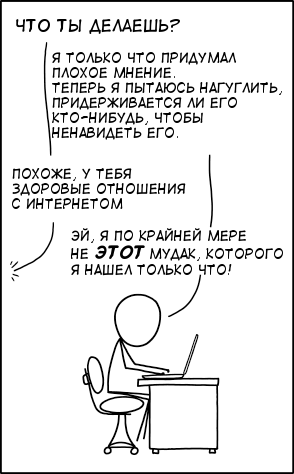 ЧТО ТЫ ДЕЛАЕШЬ?
Я ТОЛЬКО ЧТО ПРИДУМАЛ
ПЛОХОЕ МНЕНИЕ.
ТЕПЕРЬ Я ПЫТАЮСЬ НАГУГЛИТЬ,
ПРИДЕРЖИВАЕТСЯ ЛИ ЕГО
КТО-НИБУДЬ, ЧТОБЫ
НЕНАВИДЕТЬ ЕГО.
ПОХОЖЕ, У ТЕБЯ
ЗДОРОВЫЕ ОТНОШЕНИЯ
С ИНТЕРНЕТОМ
ЭЙ, Я ПО КРАЙНЕЙ МЕРЕ
НЕ ЭТОТ МУДАК, КОТОРОГО
Я НАШЕЛ ТОЛЬКО ЧТО!